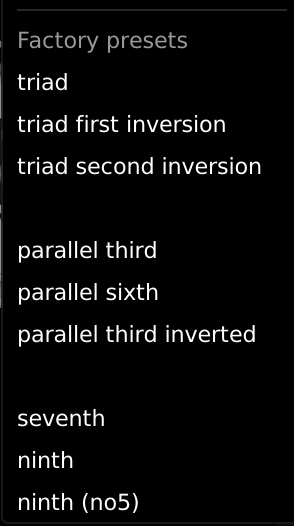 Factory presets
triad
triad first inversion
triad second inversion
parallel third
parallel sixth
parallel third inverted
seventh
ninth
ninth (no5)